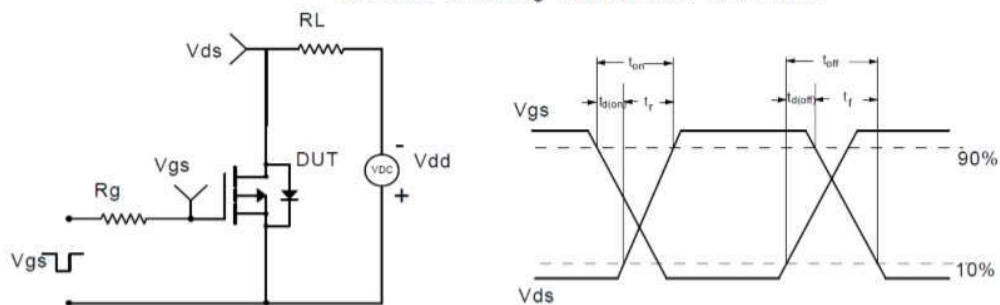 RL
Vds
Vgs
DUT
VDC
-
+
Vdd
Rg
Vgs
ton
toff
td(on)
tr
td(off)
tf
Vgs
90%
10%
Vds